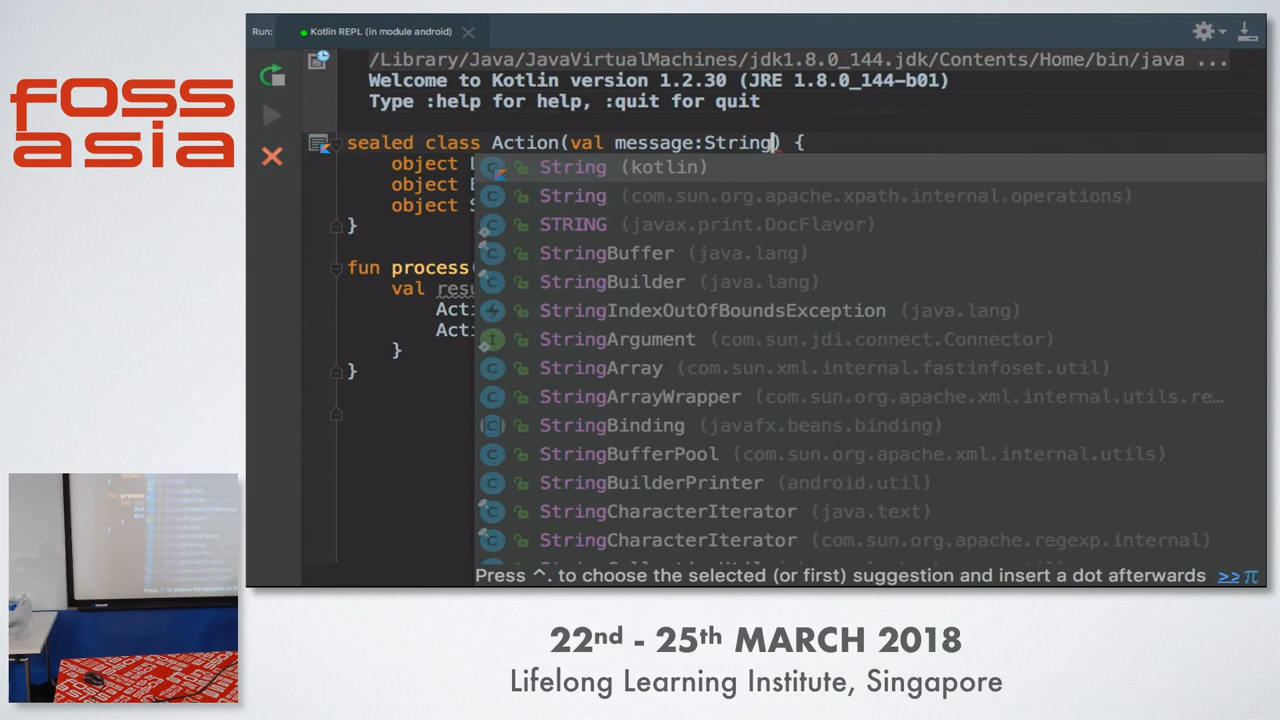 FOSS
asia
Run:
Kotlin REPL (in module android)
/Library/Java/JavaVirtualMachines/jdk1.8.0_144.jdk/Contents/Home/bin/java ...
Welcome to Kotlin version 1.2.30 (JRE 1.8.0_144-b01)
Type :help for help, :quit for quit
sealed class Action(val message:String) {
object
object
object
}
fun process(
val resu
Acti
Acti
}
}
String (kotlin)
String (com.sun.org.apache.xpath.internal.operations)
STRING (javax.print.DocFlavor)
StringBuffer (java.lang)
StringBuilder (java.lang)
StringIndexOutOfBoundsException (java.lang)
StringArgument (com.sun.jdi.connect.Connector)
StringArray (com.sun.xml.internal.fastinfoset.util)
StringArrayWrapper (com.sun.org.apache.xml.internal.utils.re…
StringBinding (javafx.beans.binding)
StringBufferPool (com.sun.org.apache.xml.internal.utils)
StringBuilderPrinter (android.util)
StringCharacterIterator (java.text)
StringCharacterIterator (com.sun.org.apache.regexp.internal)
Press ^. to choose the selected (or first) suggestion and insert a dot afterwards >> π
22nd - 25th MARCH 2018
Lifelong Learning Institute, Singapore